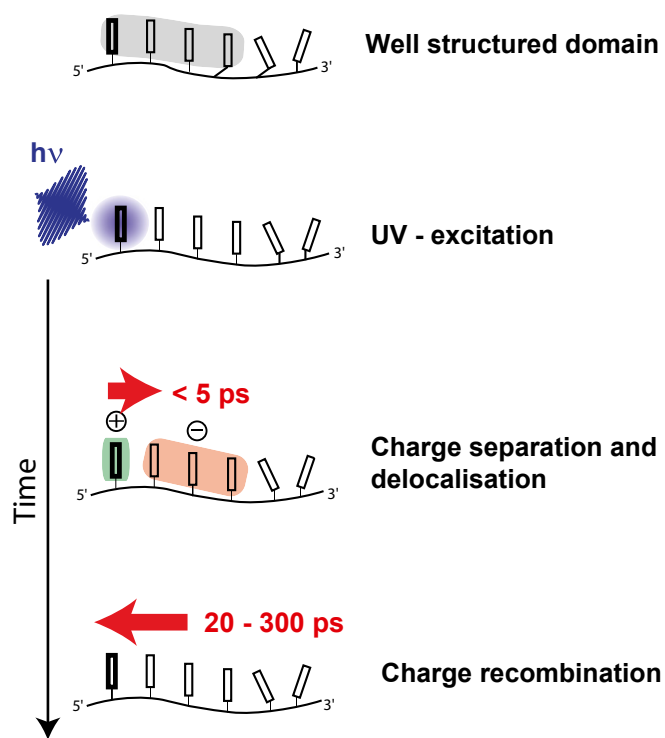 5' 3' Well structured domain
hν
5' 3' UV - excitation
< 5 ps
+ −
5' 3' Charge separation and
delocalisation
Time
20 - 300 ps
5' 3' Charge recombination